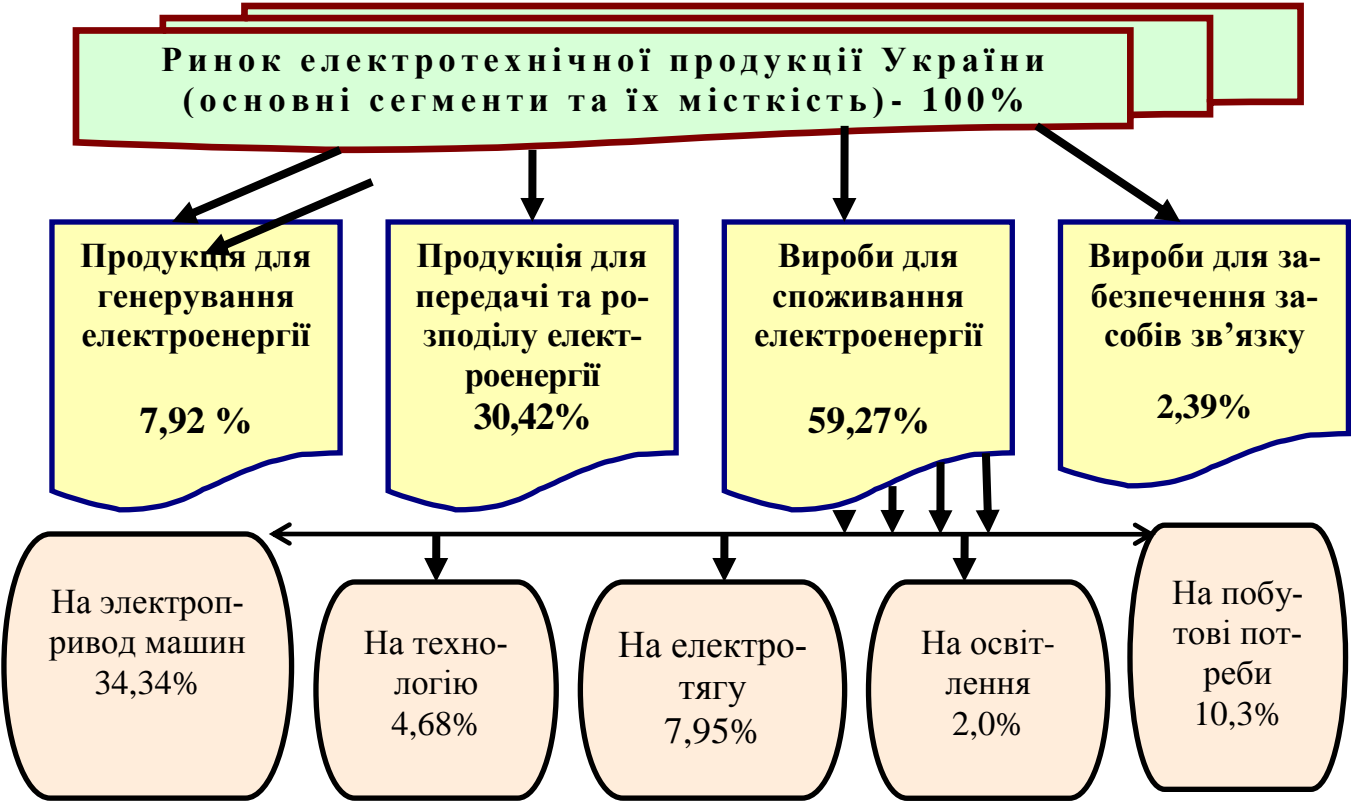 Ринок електротехнічної продукції України
(основні сегменти та їх місткість)- 100%
Продукція для
генерування
електроенергії
7,92 %
Продукція для
передачі та ро-
зподілу елект-
роенергії
30,42%
Вироби для
споживання
електроенергії
59,27%
Вироби для за-
безпечення за-
собів зв’язку
2,39%
На электроп-
ривод машин
34,34%
На техно-
логію
4,68%
На електро-
тягу
7,95%
На освіт-
лення
2,0%
На побу-
тові пот-
реби
10,3%